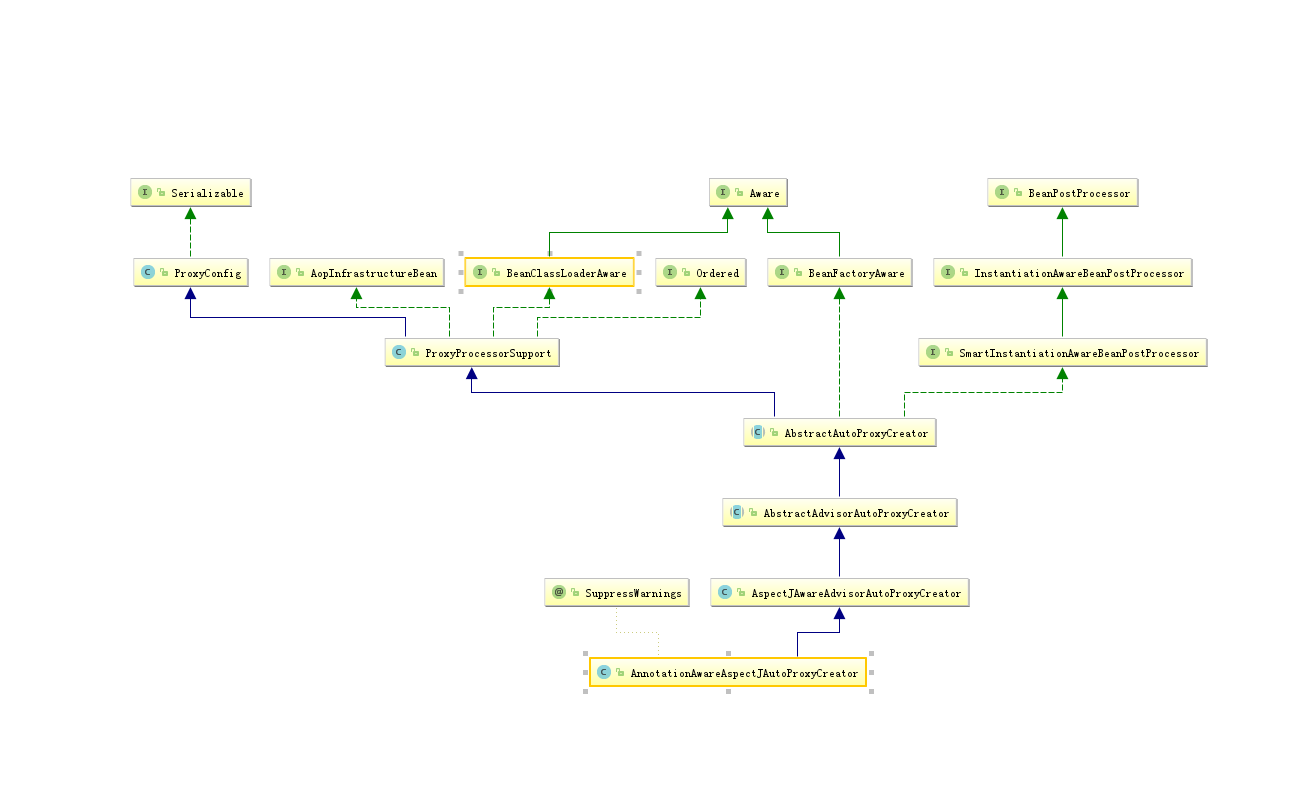 I Serializable
I Aware
I BeanPostProcessor
C ProxyConfig
I AopInfrastructureBean
I BeanClassLoaderAware
I Ordered
I BeanFactoryAware
I InstantiationAwareBeanPostProcessor
C ProxyProcessorSupport
I SmartInstantiationAwareBeanPostProcessor
C AbstractAutoProxyCreator
C AbstractAdvisorAutoProxyCreator
@ SuppressWarnings
C AspectJAwareAdvisorAutoProxyCreator
C AnnotationAwareAspectJAutoProxyCreator